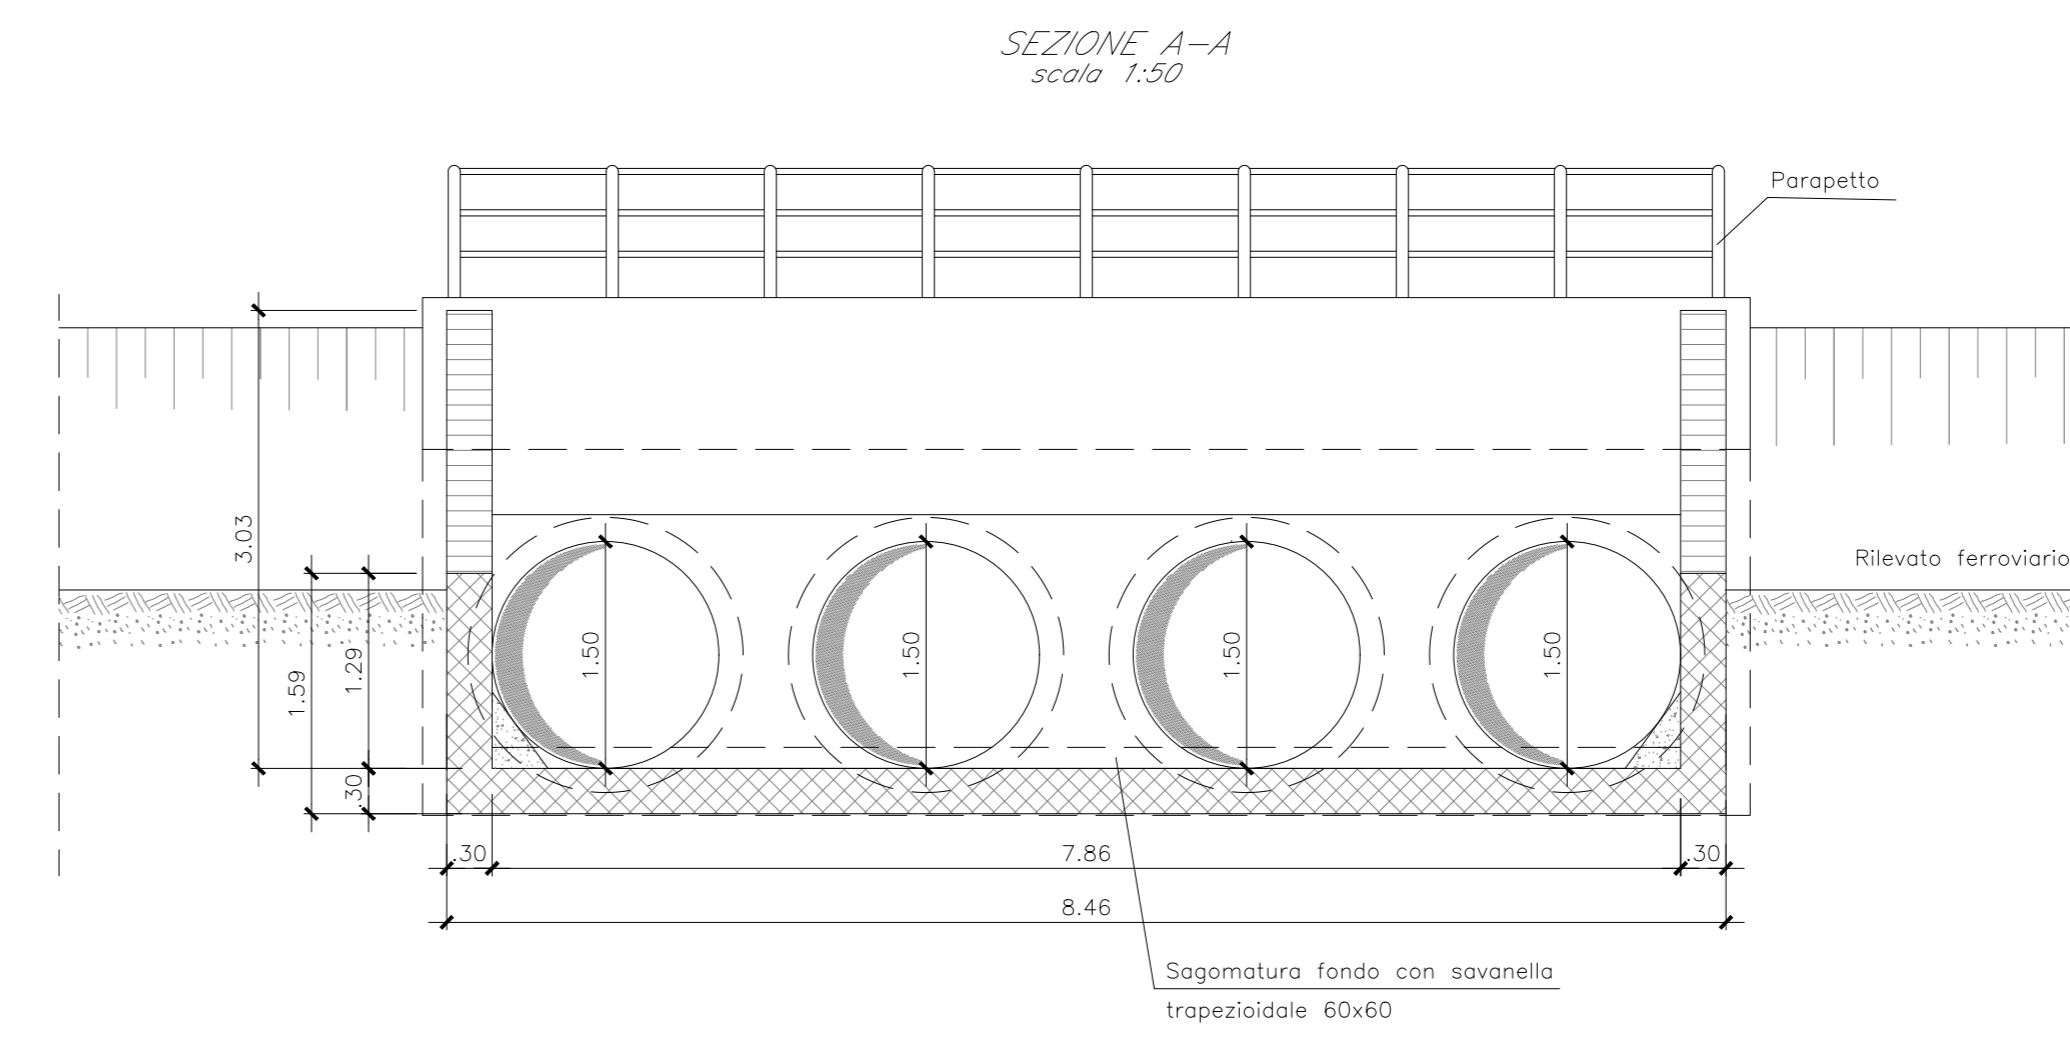 SEZIONE A-A
scala 1:50
Parapetto
Rilevato ferroviario
3.03
1.59
1.29
.30
1.50
1.50
1.50
1.50
.30
7.86
.30
8.46
Sagomatura fondo con savanella
trapezioidale 60x60